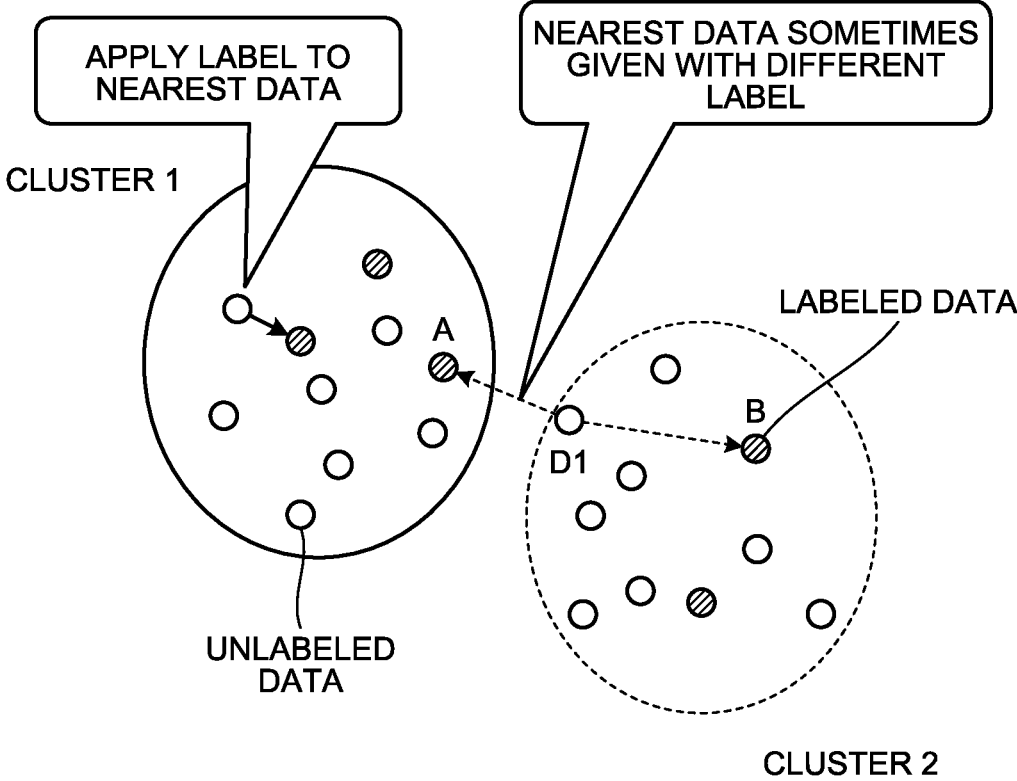 APPLY LABEL TO
NEAREST DATA
NEAREST DATA SOMETIMES
GIVEN WITH DIFFERENT
LABEL
CLUSTER 1
LABELED DATA
A
B
D1
UNLABELED
DATA
CLUSTER 2